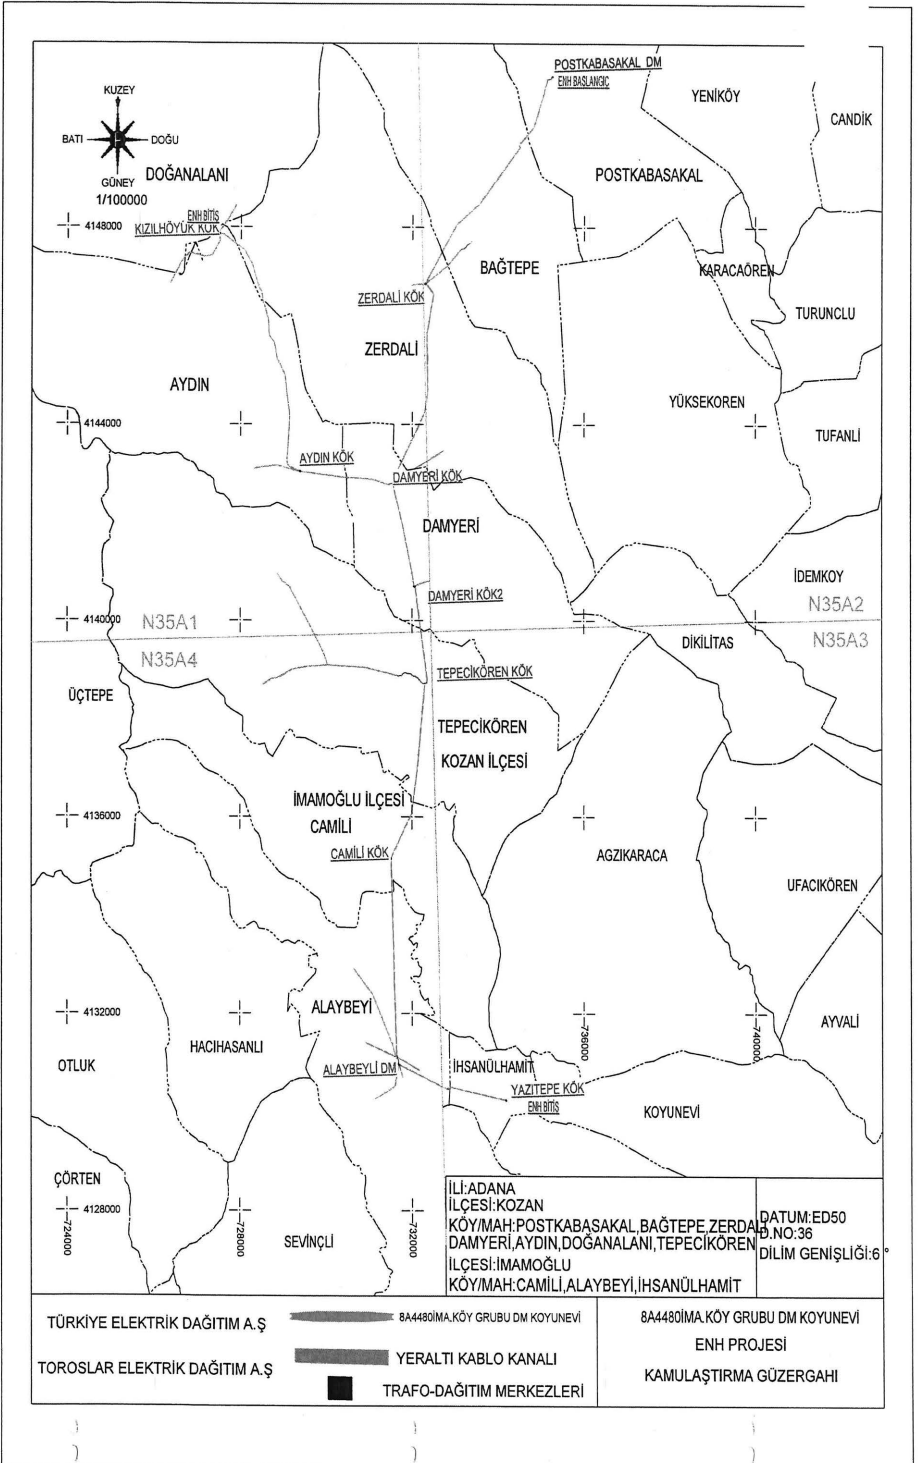 POSTKABASAKAL DM
ENH BASLANGIC
YENİKÖY
CANDİK
KUZEY
BATI
DOĞU
GÜNEY
1/100000
DOĞANALANI
POSTKABASAKAL
ENH BİTİS
KIZILHÖYÜK KÖK
4148000
BAĞTEPE
KARACAÖREN
ZERDALİ KÖK
TURUNCLU
ZERDALİ
AYDIN
YÜKSEKOREN
4144000
TUFANLİ
AYDIN KÖK
DAMYERİ KÖK
DAMYERİ
İDEMKOY
DAMYERİ KÖK2
N35A2
4140000
N35A1
N35A3
DİKİLİTAS
N35A4
TEPECİKÖREN KÖK
ÜÇTEPE
TEPECİKÖREN
KOZAN İLÇESİ
İMAMOĞLU İLÇESİ
4136000
CAMİLİ
CAMİLİ KÖK
AGZIKARACA
UFACIKÖREN
4132000
ALAYBEYİ
736000
740000
AYVALİ
HACIHASANLI
OTLUK
ALAYBEYLİ DM
İHSANÜLHAMİT
YAZITEPE KÖK
ENH BİTİS
KOYUNEVİ
ÇÖRTEN
4128000
724000
728000
732000
SEVİNÇLİ
İLİ:ADANA
İLÇESİ:KOZAN
KÖY/MAH:POSTKABASAKAL,BAĞTEPE,ZERDALİ
DAMYERİ,AYDIN,DOĞANALANI,TEPECİKÖREN
İLÇESİ:İMAMOĞLU
KÖY/MAH:CAMİLİ,ALAYBEYİ,İHSANÜLHAMİT
DATUM:ED50
D.NO:36
DİLİM GENİŞLİĞİ:6 °
TÜRKİYE ELEKTRİK DAĞITIM A.Ş
TOROSLAR ELEKTRİK DAĞITIM A.Ş
8A4480İMA.KÖY GRUBU DM KOYUNEVİ
YERALTI KABLO KANALI
TRAFO-DAĞITIM MERKEZLERİ
8A4480İMA.KÖY GRUBU DM KOYUNEVİ
ENH PROJESİ
KAMULAŞTIRMA GÜZERGAHI